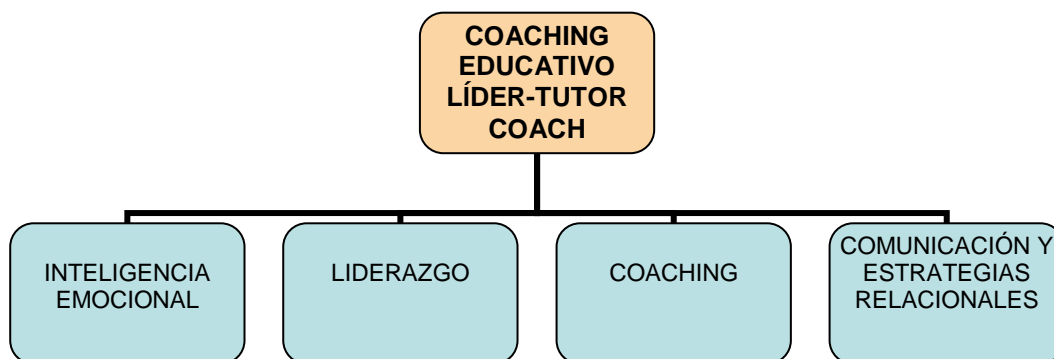 COACHING
EDUCATIVO
LÍDER-TUTOR
COACH
INTELIGENCIA
EMOCIONAL
LIDERAZGO
COACHING
COMUNICACIÓN Y
ESTRATEGIAS
RELACIONALES